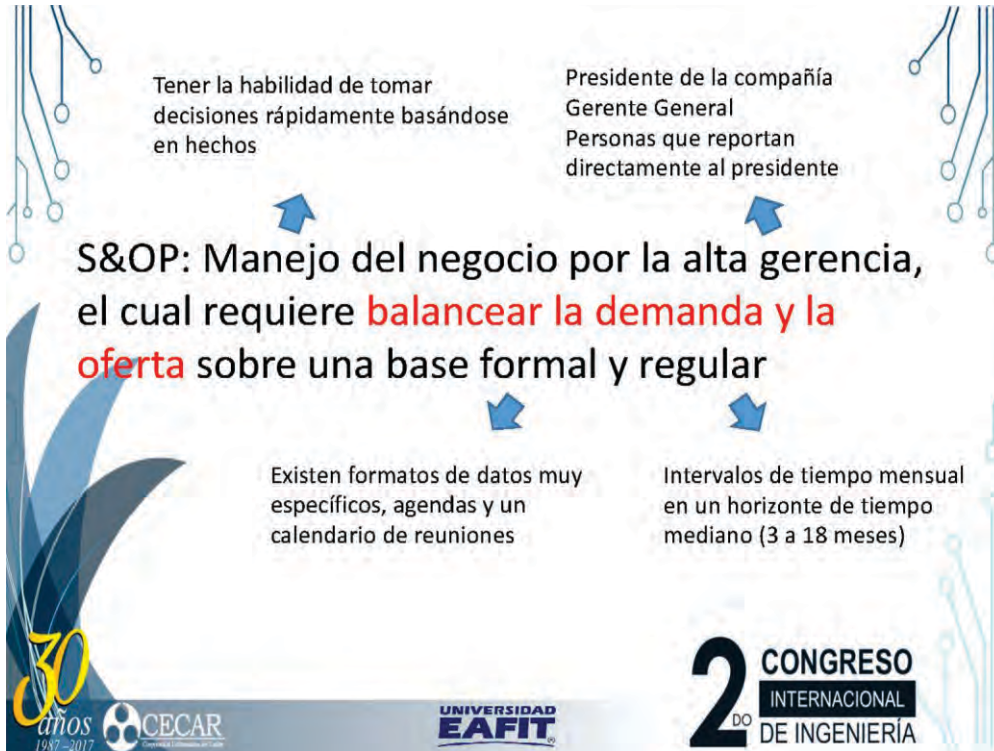 Tener la habilidad de tomar
decisiones rápidamente basándose
en hechos
Presidente de la compañía
Gerente General
Personas que reportan
directamente al presidente
S&OP: Manejo del negocio por la alta gerencia,
el cual requiere balancear la demanda y la
oferta sobre una base formal y regular
Existen formatos de datos muy
específicos, agendas y un
calendario de reuniones
Intervalos de tiempo mensual
en un horizonte de tiempo
mediano (3 a 18 meses)
30
años
1987-2017
CECAR
UNIVERSIDAD
EAFIT
2
DO
CONGRESO
INTERNACIONAL
DE INGENIERÍA